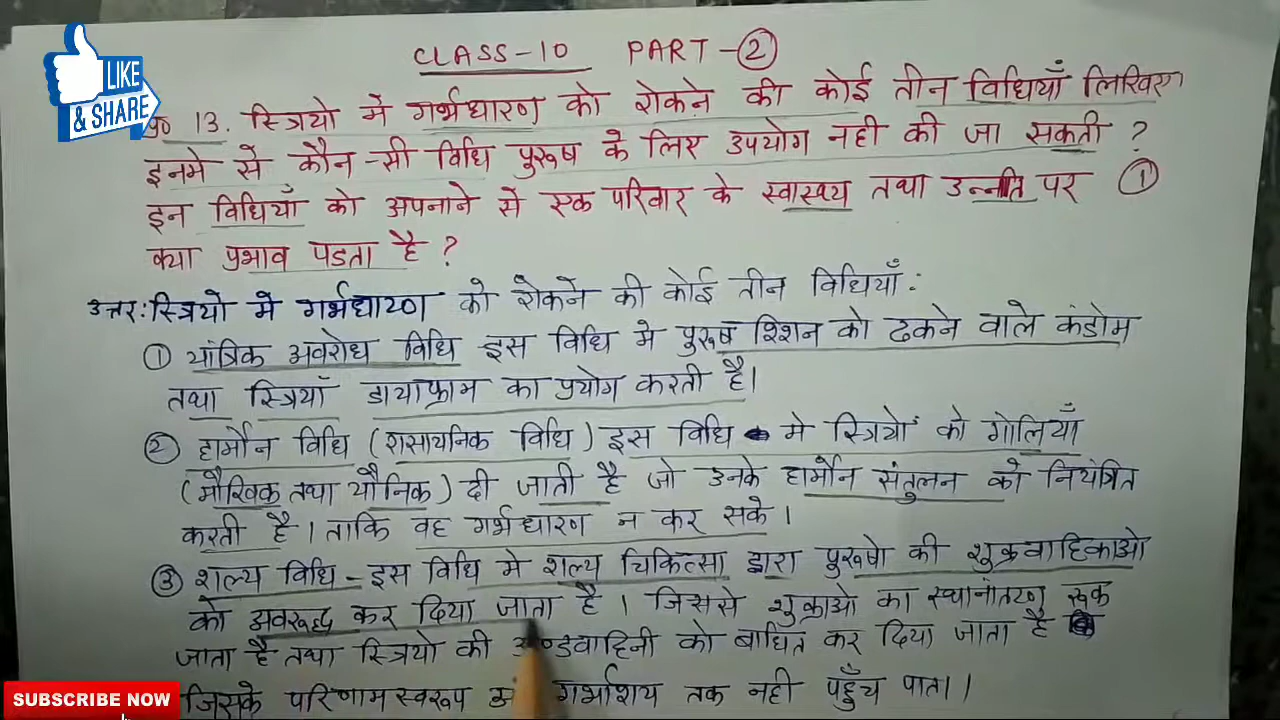 CLASS-10 PART-②
LIKE
& SHARE
प्र० 13. स्त्रियो में गर्भधारण को रोकने की कोई तीन विधियाँ लिखिए।
इनमे से कौन-सी विधि पुरुष के लिए उपयोग नही की जा सकती ?
इन विधियाँ को अपनाने से एक परिवार के स्वास्थ्य तथा उन्नति पर ①
क्या प्रभाव पडता है ?
उत्तर: स्त्रियो मे गर्भधारण को रोकने की कोई तीन विधियाँ :
① यांत्रिक अवरोध विधि इस विधि मे पुरुष शिशन को ढकने वाले कंडोम
तथा स्त्रियाँ डायाफ्राम का प्रयोग करती है।
② हार्मोन विधि (रासायनिक विधि) इस विधि मे स्त्रियों को गोलियाँ
(मौखिक तथा यौनिक) दी जाती है जो उनके हार्मोन संतुलन को नियंत्रित
करती है। ताकि वह गर्भधारण न कर सके।
③ शल्य विधि - इस विधि मे शल्य चिकित्सा द्वारा पुरुषो की शुक्रवाहिकाओ
को अवरुद्ध कर दिया जाता है। जिससे शुक्राओ का स्थानांतरण रूक
जाता है तथा स्त्रियो की अण्डवाहिनी को बाधित कर दिया जाता है
जिसके परिणामस्वरूप गर्भाशय तक नही पहुँच पाता।
SUBSCRIBE NOW